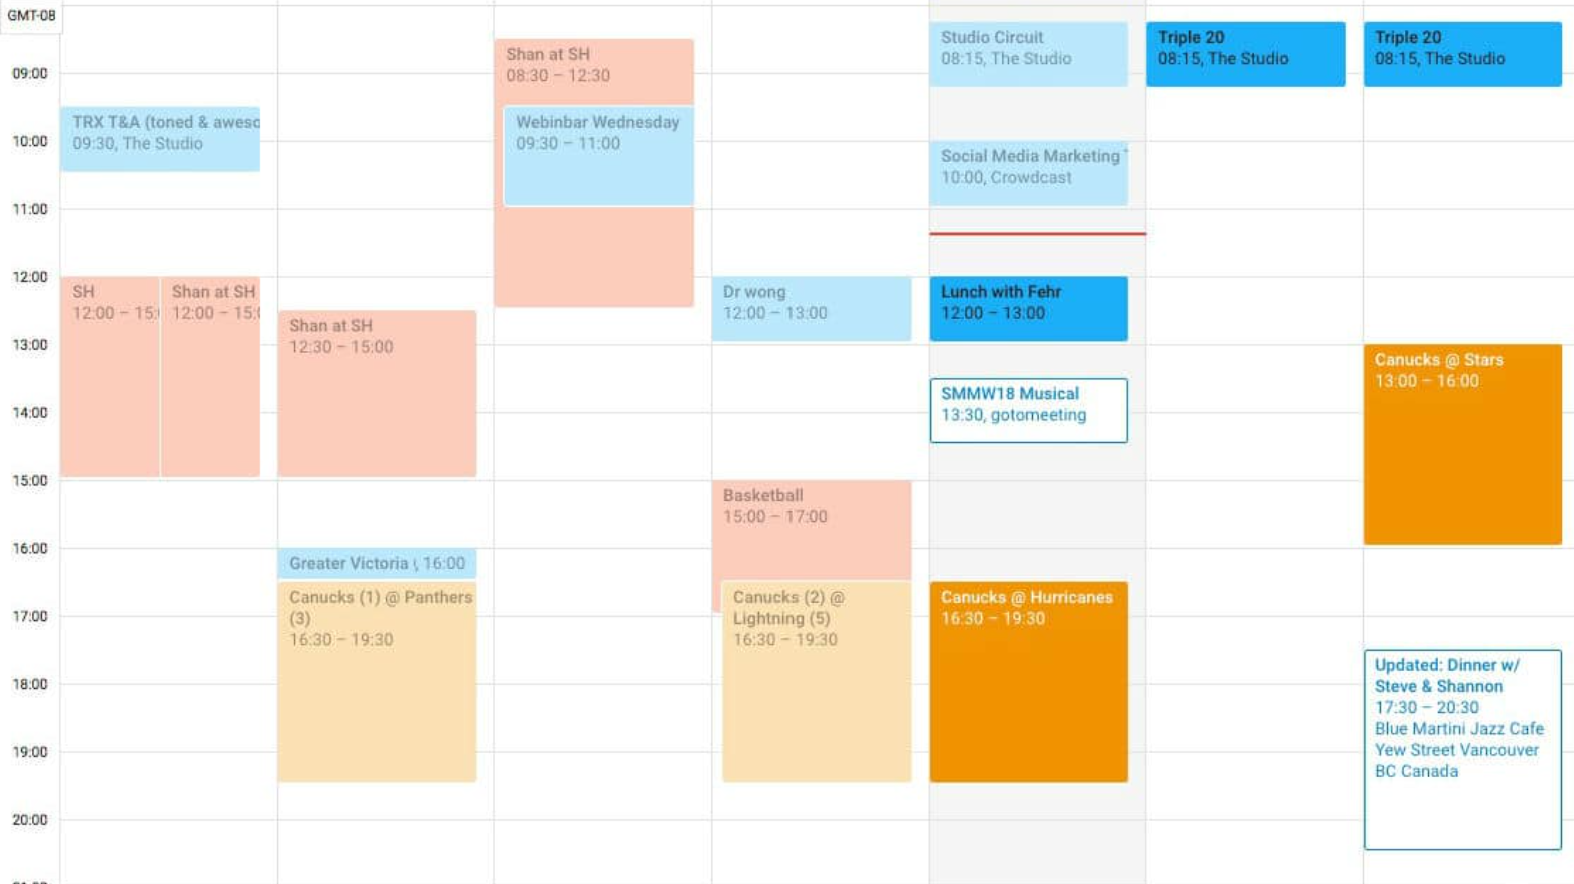 GMT-08
09:00
10:00
11:00
12:00
13:00
14:00
15:00
16:00
17:00
18:00
19:00
20:00
TRX T&A (toned & aweso
09:30, The Studio
SH
12:00 – 15:
Shan at SH
12:00 – 15:0
Shan at SH
12:30 – 15:00
Greater Victoria (, 16:00
Canucks (1) @ Panthers
(3)
16:30 – 19:30
Shan at SH
08:30 – 12:30
Webinbar Wednesday
09:30 – 11:00
Dr wong
12:00 – 13:00
Basketball
15:00 – 17:00
Canucks (2) @
Lightning (5)
16:30 – 19:30
Studio Circuit
08:15, The Studio
Social Media Marketing
10:00, Crowdcast
Lunch with Fehr
12:00 – 13:00
SMMW18 Musical
13:30, gotomeeting
Canucks @ Hurricanes
16:30 – 19:30
Triple 20
08:15, The Studio
Triple 20
08:15, The Studio
Canucks @ Stars
13:00 – 16:00
Updated: Dinner w/
Steve & Shannon
17:30 – 20:30
Blue Martini Jazz Cafe
Yew Street Vancouver
BC Canada